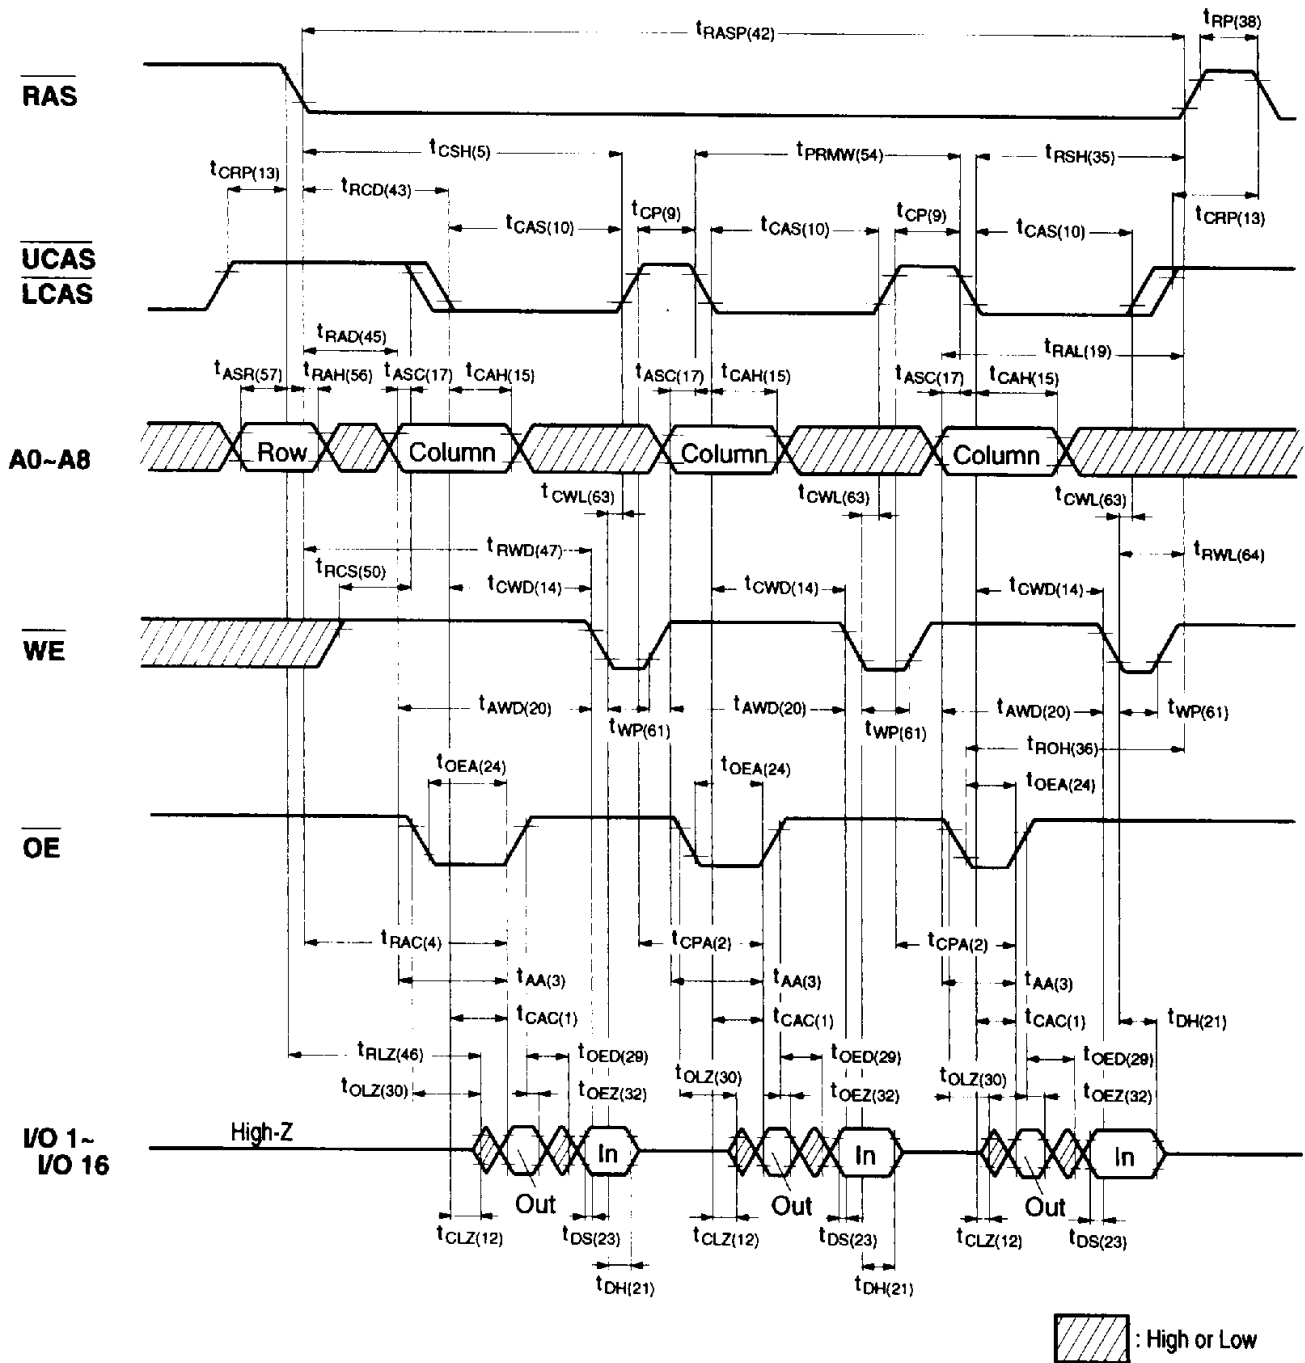 tRASP(42)
tRP(38)
RAS
tCSH(5)
tPRMW(54)
tRSH(35)
tCRP(13)
tRCD(43)
tCP(9)
tCP(9)
tCRP(13)
tCAS(10)
tCAS(10)
tCAS(10)
UCAS
LCAS
tRAD(45)
tRAL(19)
tASR(57)
tRAH(56)
tASC(17)
tCAH(15)
tASC(17)
tCAH(15)
tASC(17)
tCAH(15)
A0~A8
Row
Column
Column
Column
tCWL(63)
tCWL(63)
tCWL(63)
tRWD(47)
tRWL(64)
tRCS(50)
tCWD(14)
tCWD(14)
tCWD(14)
WE
tAWD(20)
tWP(61)
tAWD(20)
tWP(61)
tAWD(20)
tWP(61)
tROH(36)
tOEA(24)
tOEA(24)
tOEA(24)
OE
tRAC(4)
tCPA(2)
tCPA(2)
tAA(3)
tAA(3)
tAA(3)
tCAC(1)
tCAC(1)
tCAC(1)
tDH(21)
tRLZ(46)
tOED(29)
tOED(29)
tOED(29)
tOLZ(30)
tOEZ(32)
tOLZ(30)
tOEZ(32)
tOLZ(30)
tOEZ(32)
I/O 1~
I/O 16
High-Z
In
In
In
Out
Out
Out
tCLZ(12)
tDS(23)
tCLZ(12)
tDS(23)
tCLZ(12)
tDS(23)
tDH(21)
tDH(21)
: High or Low